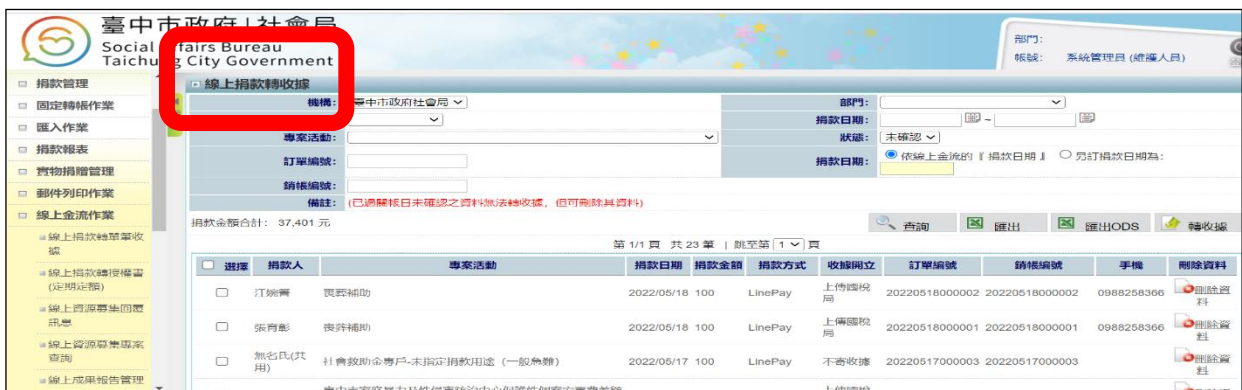 臺中市政府 社會局
Social Affairs Bureau
Taichung City Government
部門:
帳號: 系統管理員 (維護人員)
捐款管理
固定轉帳作業
匯入作業
捐款報表
實物捐贈管理
郵件列印作業
線上金流作業
線上捐款轉單筆收據
線上捐款轉授權書(定期定額)
線上資源募集回覆訊息
線上資源募集專案查詢
線上成果報告管理
線上捐款轉收據
機構: 臺中市政府社會局 部門:
捐款日期: ~
專案活動: 狀態: 未確認
訂單編號: 捐款日期: 依線上金流的『捐款日期』 另訂捐款日期為:
銷帳編號:
備註: (已過關帳日未確認之資料無法轉收據，但可刪除其資料)
捐款金額合計: 37,401 元 查詢 匯出 匯出ODS 轉收據
第 1/1 頁 共 23 筆 | 跳至第 1 頁
選擇 捐款人 專案活動 捐款日期 捐款金額 捐款方式 收據開立 訂單編號 銷帳編號 手機 刪除資料
江婉菁 喪葬補助 2022/05/18 100 LinePay 上傳國稅局 20220518000002 20220518000002 0988258366 刪除資料
張育彰 喪葬補助 2022/05/18 100 LinePay 上傳國稅局 20220518000001 20220518000001 0988258366 刪除資料
無名氏(共用) 社會救助金專戶-未指定捐款用途（一般急難） 2022/05/17 100 LinePay 不寄收據 20220517000003 20220517000003 刪除資料